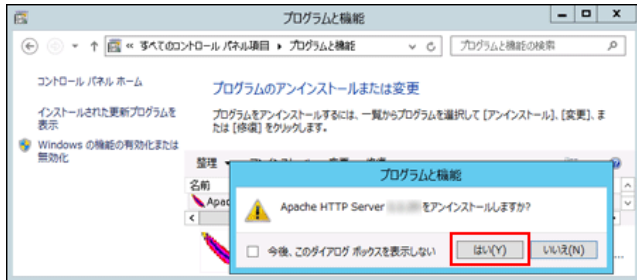 プログラムと機能
« すべてのコントロール パネル項目 ▸ プログラムと機能
プログラムと機能の検索
コントロール パネル ホーム
インストールされた更新プログラムを
表示
Windows の機能の有効化または
無効化
プログラムのアンインストールまたは変更
プログラムをアンインストールするには、一覧からプログラムを選択して [アンインストール]、[変更]、ま
たは [修復] をクリックします。
整理
名前
Apac
プログラムと機能
Apache HTTP Server をアンインストールしますか?
今後、このダイアログ ボックスを表示しない
はい(Y)
いいえ(N)